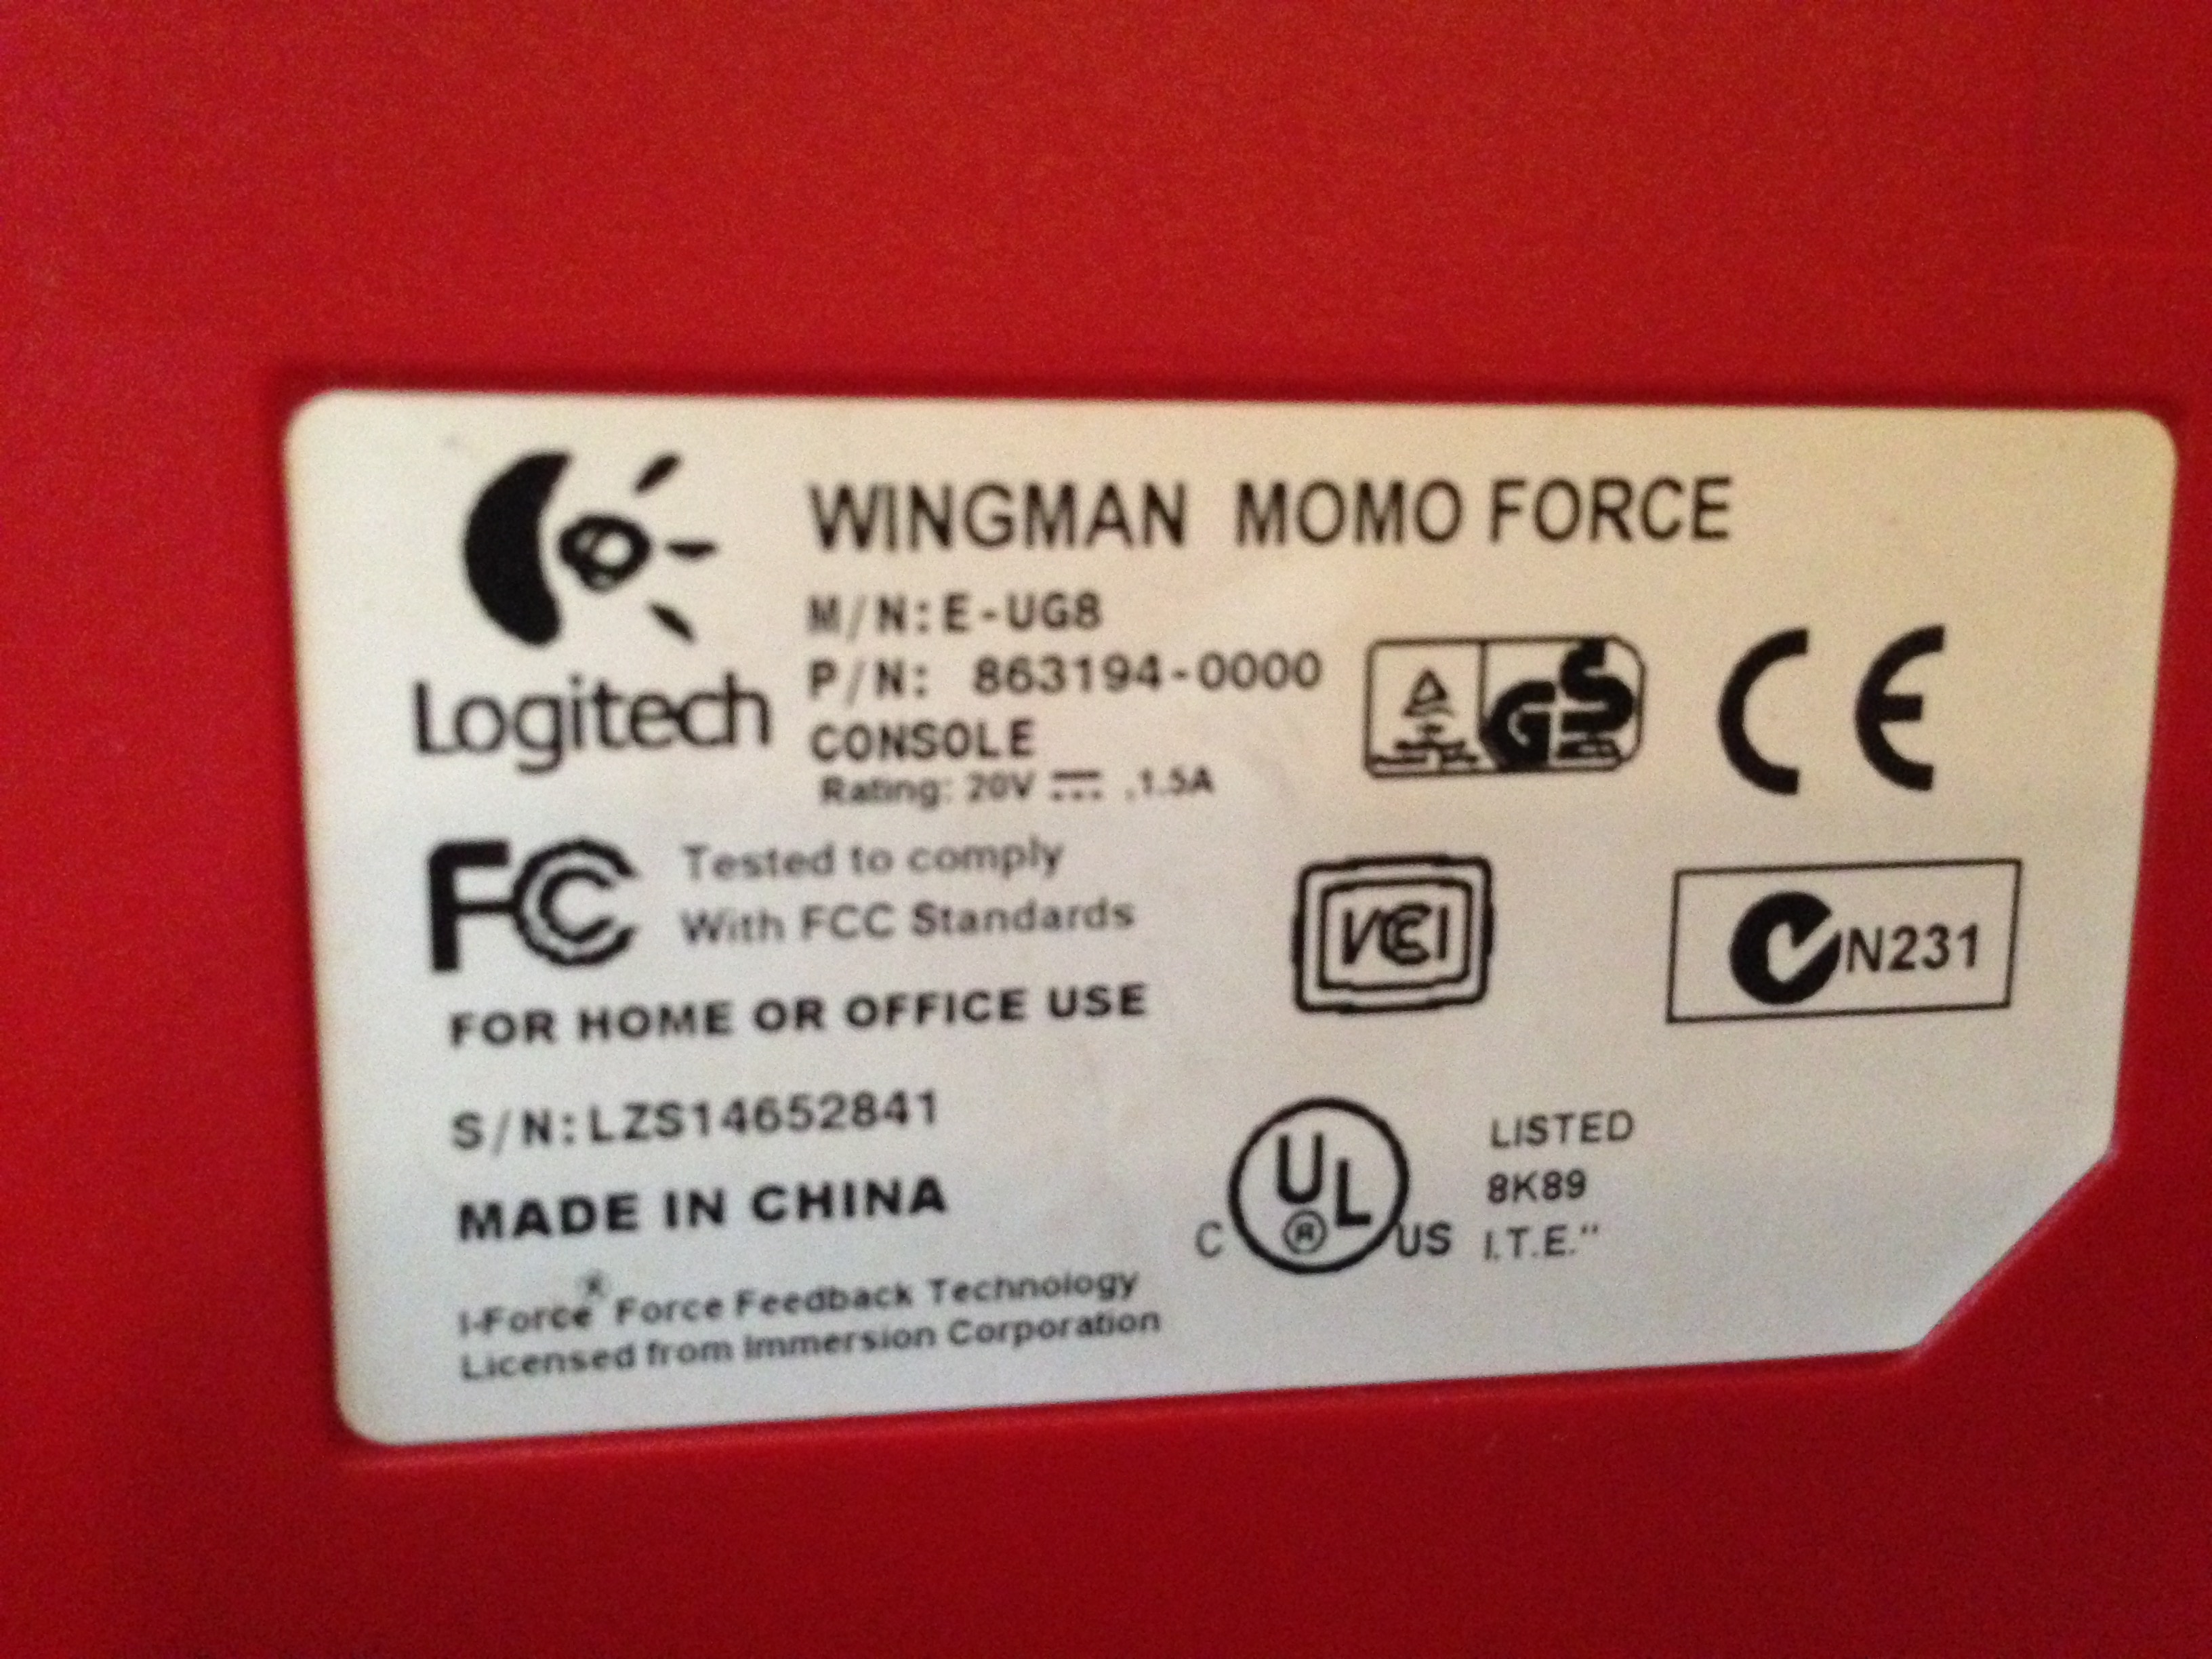 WINGMAN MOMO FORCE
M/N:E-UG8
P/N: 863194-0000
CONSOLE
Rating: 20V ⎓ .1.5A
Logitech
GS
CE
FC Tested to comply
With FCC Standards
VCCI
N231
FOR HOME OR OFFICE USE
S/N:LZS14652841
MADE IN CHINA
C UL® US
LISTED
8K89
I.T.E."
I-Force® Force Feedback Technology
Licensed from Immersion Corporation